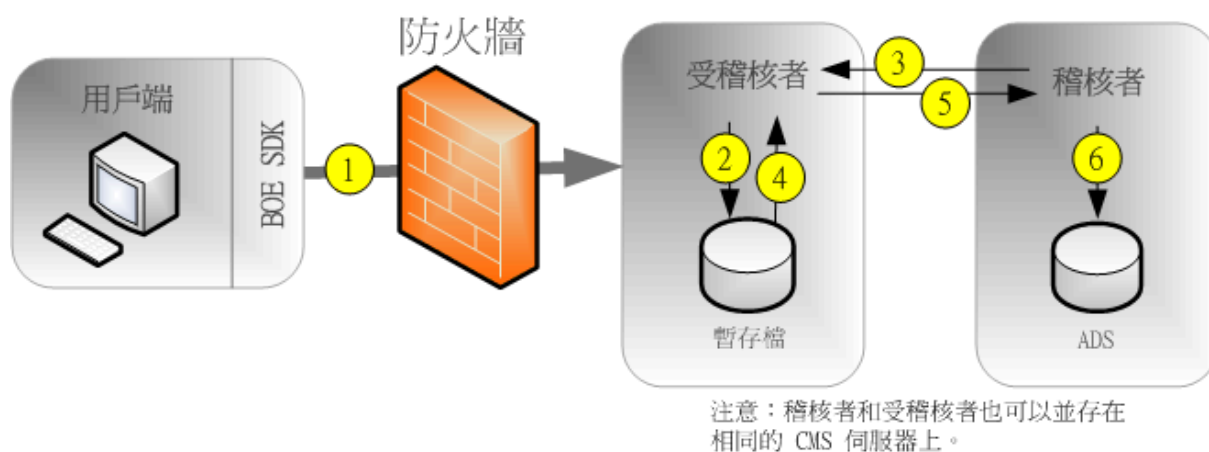 防火牆
用戶端
BOE SDK
1
受稽核者
3
5
稽核者
2
4
6
暫存檔
ADS
注意：稽核者和受稽核者也可以並存在
相同的 CMS 伺服器上。